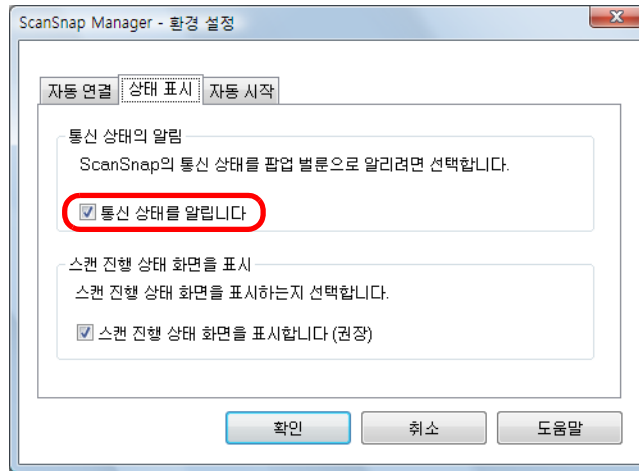 ScanSnap Manager - 환경 설정
자동 연결 상태 표시 자동 시작
통신 상태의 알림
ScanSnap의 통신 상태를 팝업 벌룬으로 알리려면 선택합니다.
통신 상태를 알립니다
스캔 진행 상태 화면을 표시
스캔 진행 상태 화면을 표시하는지 선택합니다.
스캔 진행 상태 화면을 표시합니다 (권장)
확인 취소 도움말